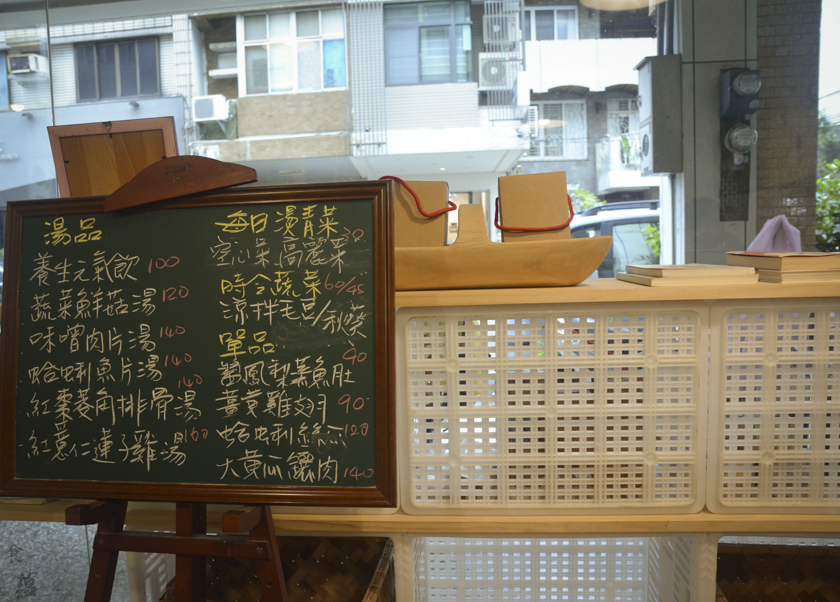 湯品
養生元氣飲 100
蔬菜鮮菇湯 120
味噌肉片湯 140
蛤蜊魚片湯 140
紅棗菱角排骨湯 140
紅薏仁蓮子雞湯 160
每日燙青菜
空心菜.高麗菜 30
時令蔬菜
涼拌毛豆/秋葵 60/45
單品
鳳梨蒸魚肚 90
薑黃雞翅 90
蛤蜊絲瓜 120
大黃瓜鑲肉 140
食
蘊